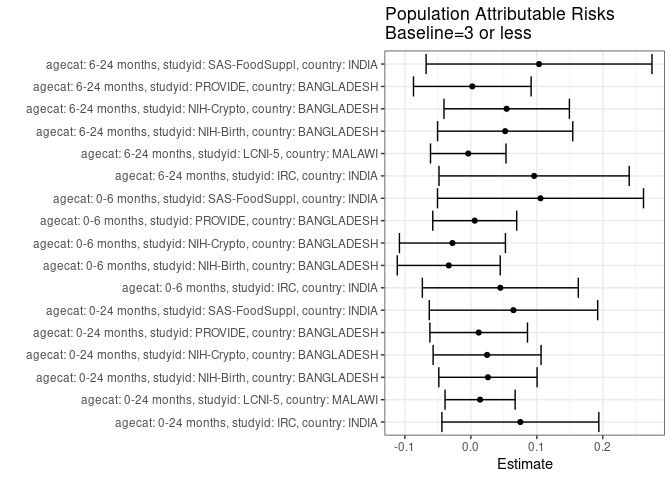 Population Attributable Risks
Baseline=3 or less
agecat: 6-24 months, studyid: SAS-FoodSuppl, country: INDIA
agecat: 6-24 months, studyid: PROVIDE, country: BANGLADESH
agecat: 6-24 months, studyid: NIH-Crypto, country: BANGLADESH
agecat: 6-24 months, studyid: NIH-Birth, country: BANGLADESH
agecat: 6-24 months, studyid: LCNI-5, country: MALAWI
agecat: 6-24 months, studyid: IRC, country: INDIA
agecat: 0-6 months, studyid: SAS-FoodSuppl, country: INDIA
agecat: 0-6 months, studyid: PROVIDE, country: BANGLADESH
agecat: 0-6 months, studyid: NIH-Crypto, country: BANGLADESH
agecat: 0-6 months, studyid: NIH-Birth, country: BANGLADESH
agecat: 0-6 months, studyid: IRC, country: INDIA
agecat: 0-24 months, studyid: SAS-FoodSuppl, country: INDIA
agecat: 0-24 months, studyid: PROVIDE, country: BANGLADESH
agecat: 0-24 months, studyid: NIH-Crypto, country: BANGLADESH
agecat: 0-24 months, studyid: NIH-Birth, country: BANGLADESH
agecat: 0-24 months, studyid: LCNI-5, country: MALAWI
agecat: 0-24 months, studyid: IRC, country: INDIA
-0.1 0.0 0.1 0.2
Estimate